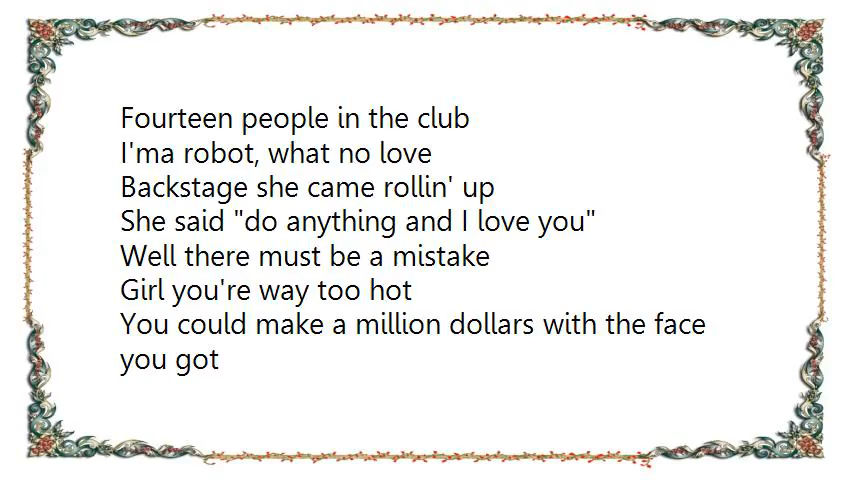 Fourteen people in the club
I'ma robot, what no love
Backstage she came rollin' up
She said "do anything and I love you"
Well there must be a mistake
Girl you're way too hot
You could make a million dollars with the face
you got